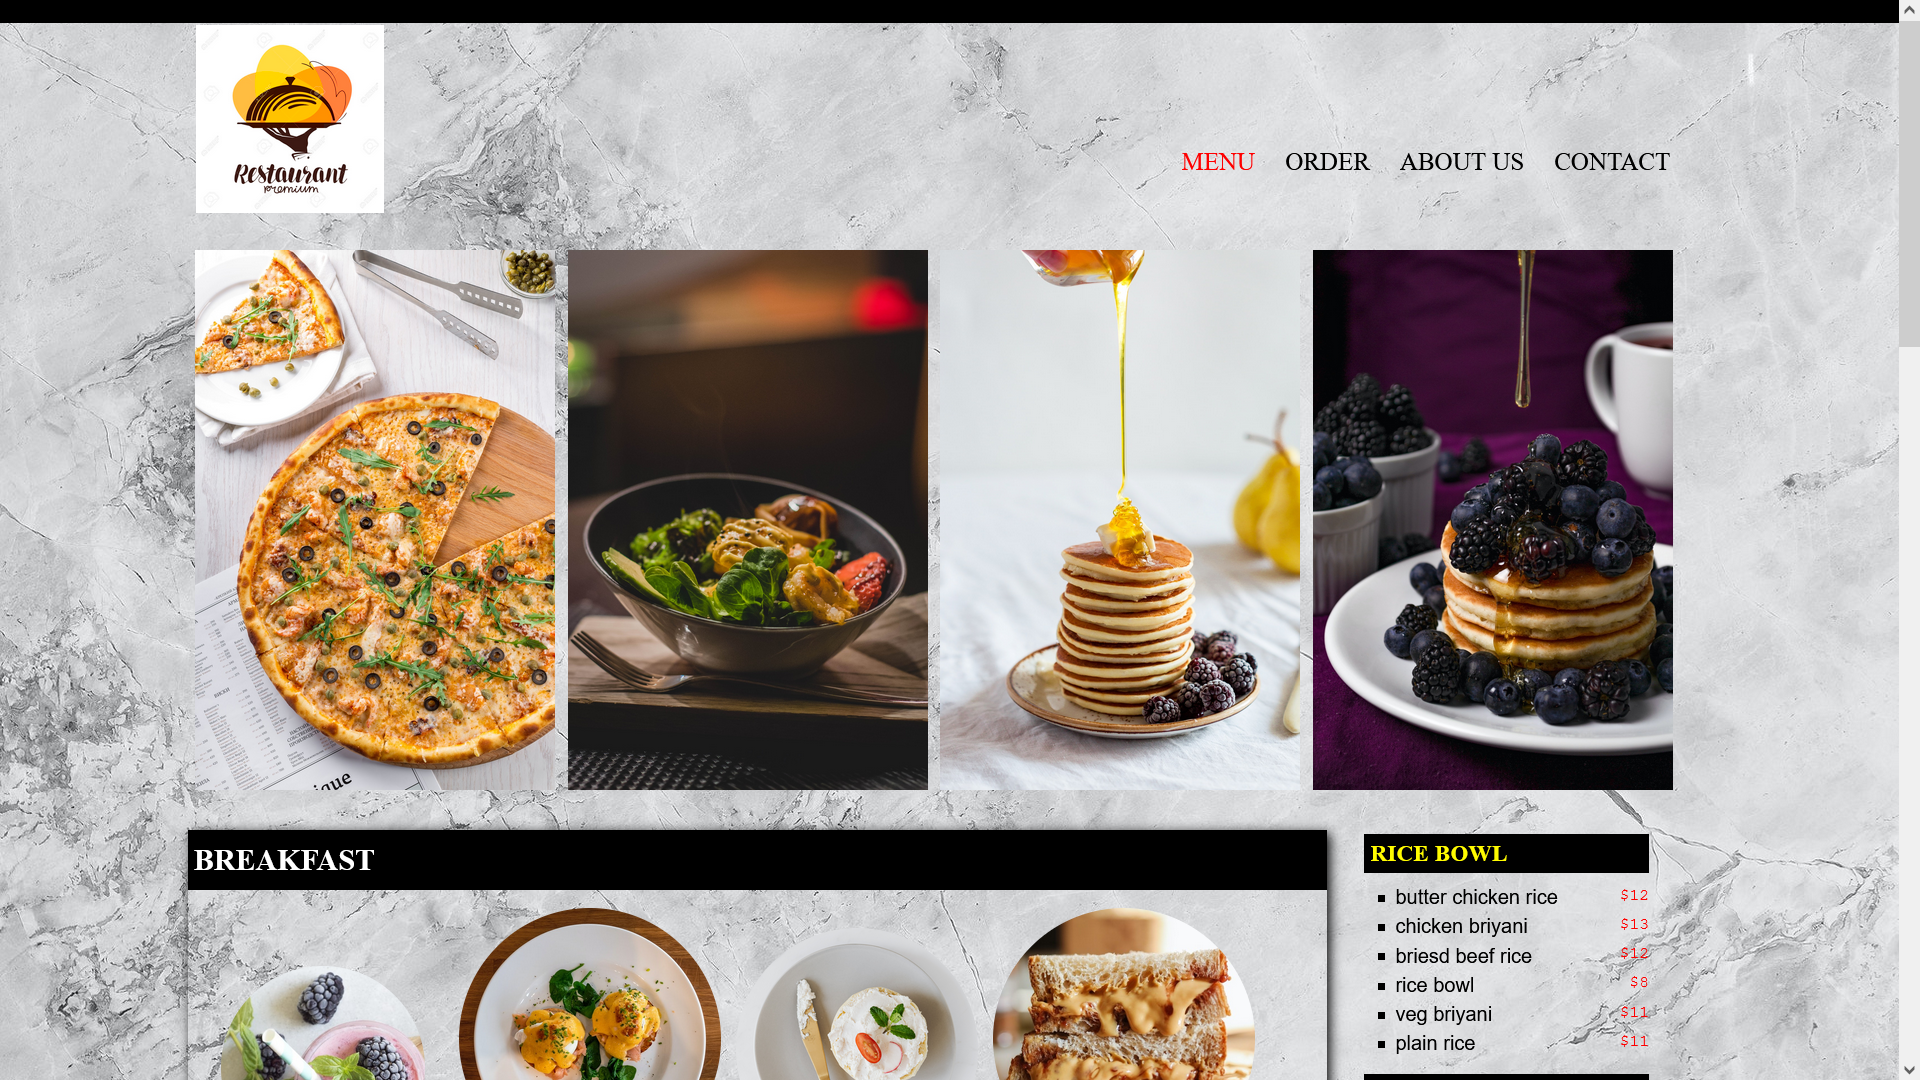 Restaurant
premium
MENU ORDER ABOUT US CONTACT
ique
BREAKFAST
RICE BOWL
butter chicken rice $12
chicken briyani $13
briesd beef rice $12
rice bowl $8
veg briyani $11
plain rice $11